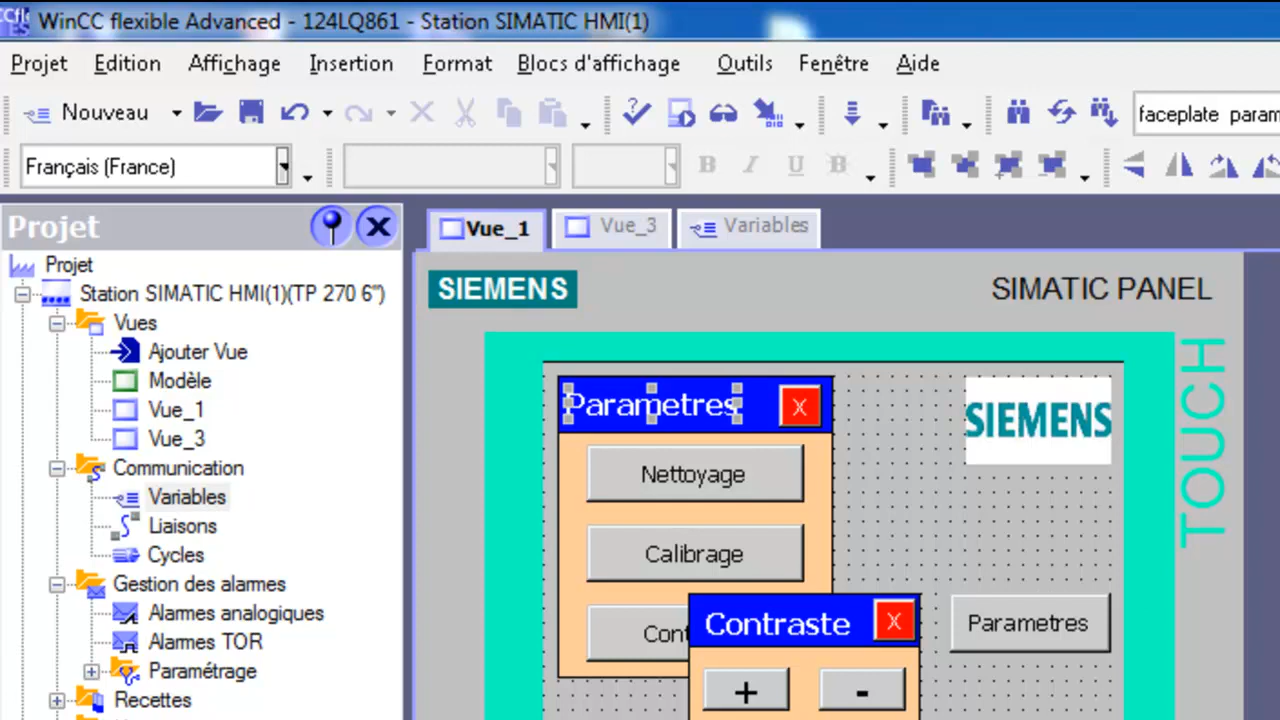 WinCC flexible Advanced - 124LQ861 - Station SIMATIC HMI(1)
Projet Edition Affichage Insertion Format Blocs d'affichage Outils Fenêtre Aide
Nouveau
faceplate param
Français (France)
B I U B
Projet
Vue_1 Vue_3 Variables
Projet
Station SIMATIC HMI(1)(TP 270 6'')
Vues
Ajouter Vue
Modèle
Vue_1
Vue_3
Communication
Variables
Liaisons
Cycles
Gestion des alarmes
Alarmes analogiques
Alarmes TOR
Paramétrage
Recettes
SIEMENS
SIMATIC PANEL
TOUCH
Parametres X
SIEMENS
Nettoyage
Calibrage
Cont
Contraste X
+ -
Parametres